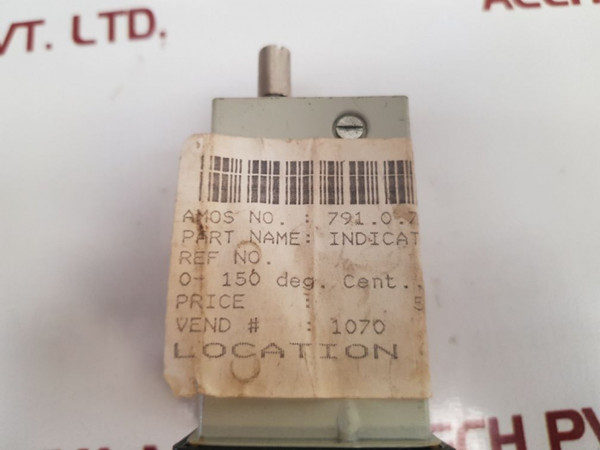 VT. LTD.
AMOS NO. : 791.0.7
PART NAME: INDICAT
REF NO.
0- 150 deg. Cent..
PRICE : 5
VEND # : 1070
LOCATION